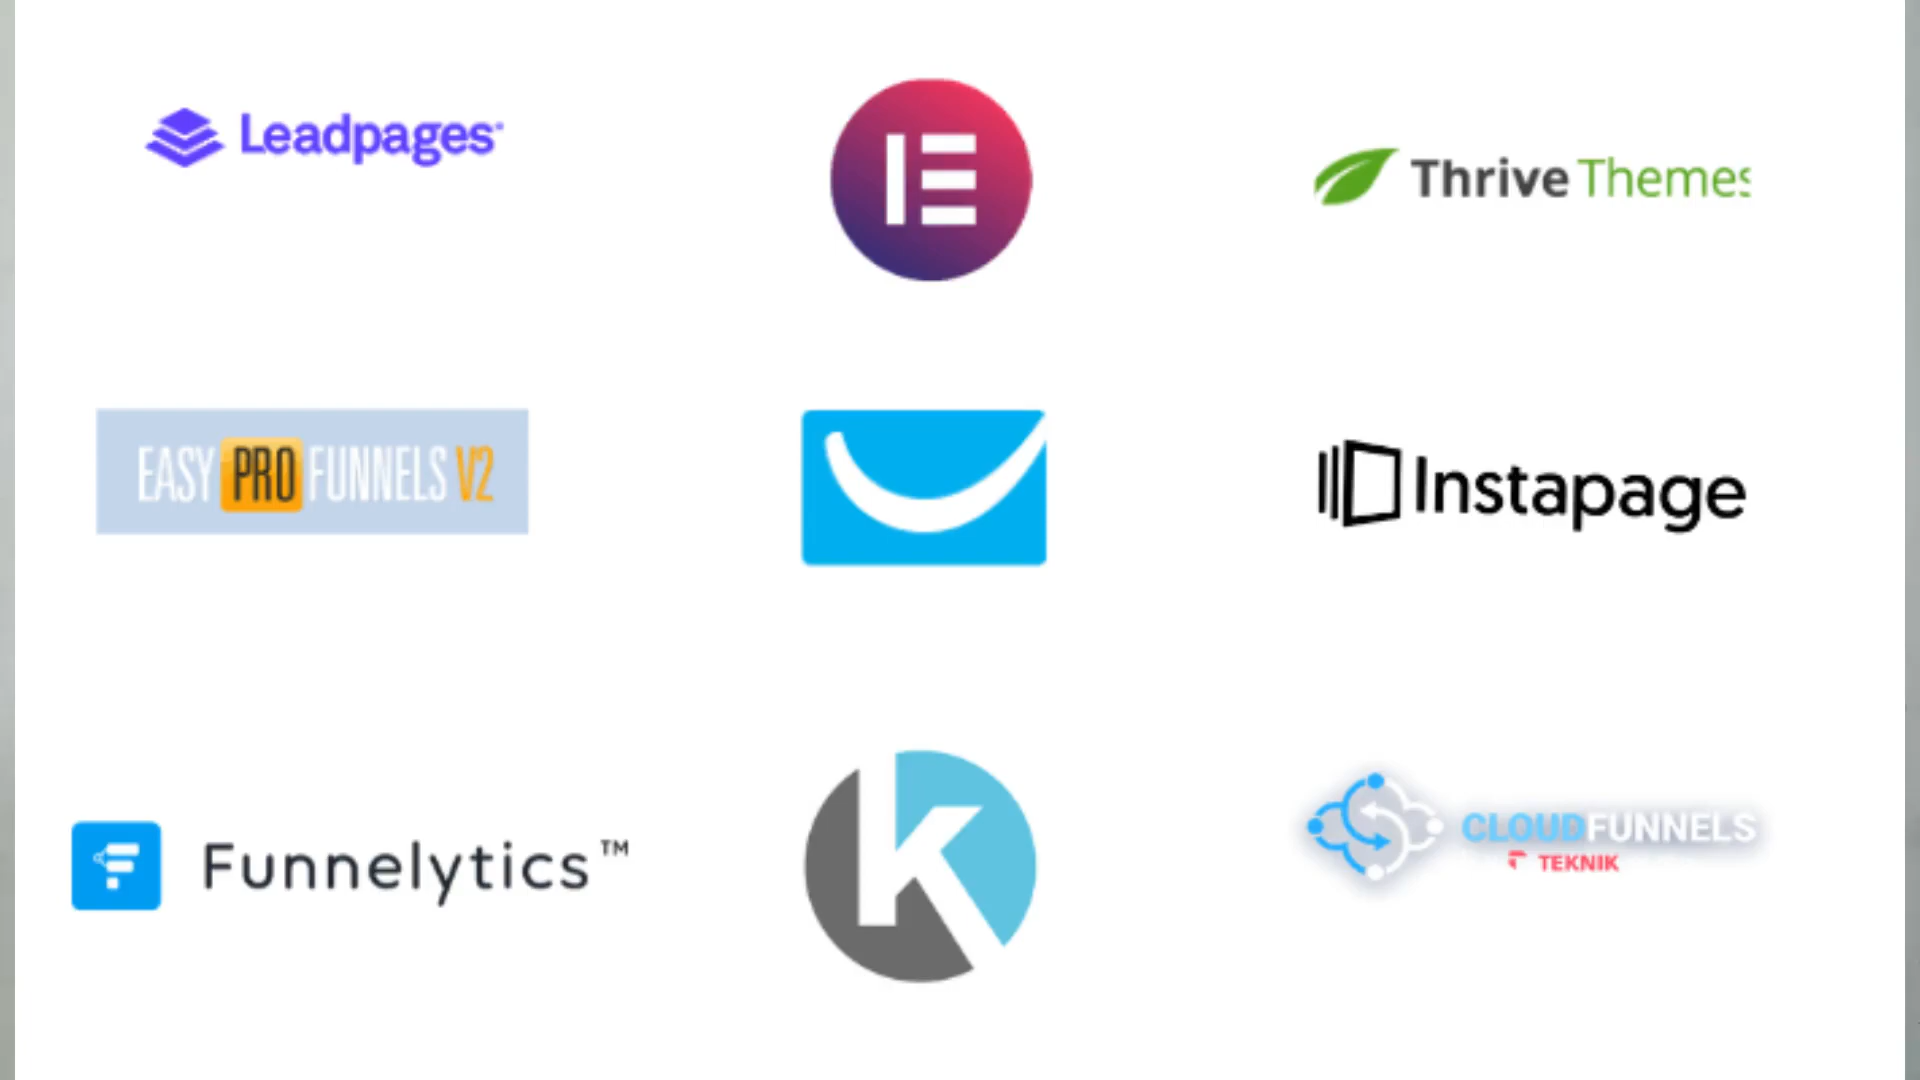 Leadpages®
Thrive Themes
EASY PRO FUNNELS V2
Instapage
Funnelytics™
K
CLOUDFUNNELS
TEKNIK